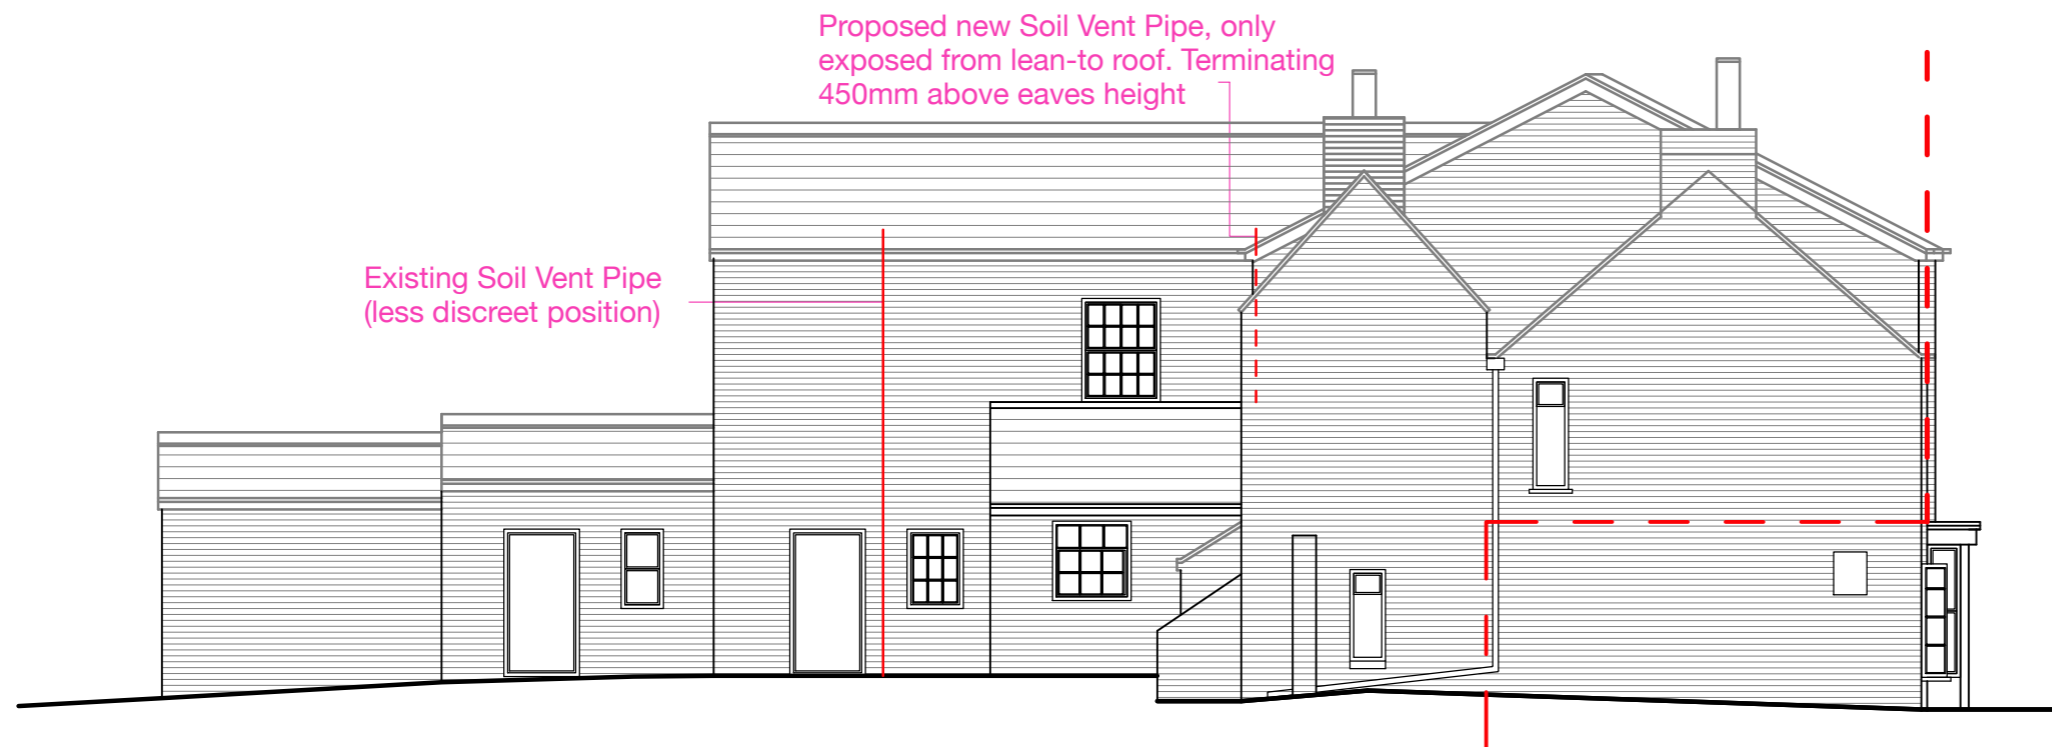 Proposed new Soil Vent Pipe, only
exposed from lean-to roof. Terminating
450mm above eaves height
Existing Soil Vent Pipe
(less discreet position)